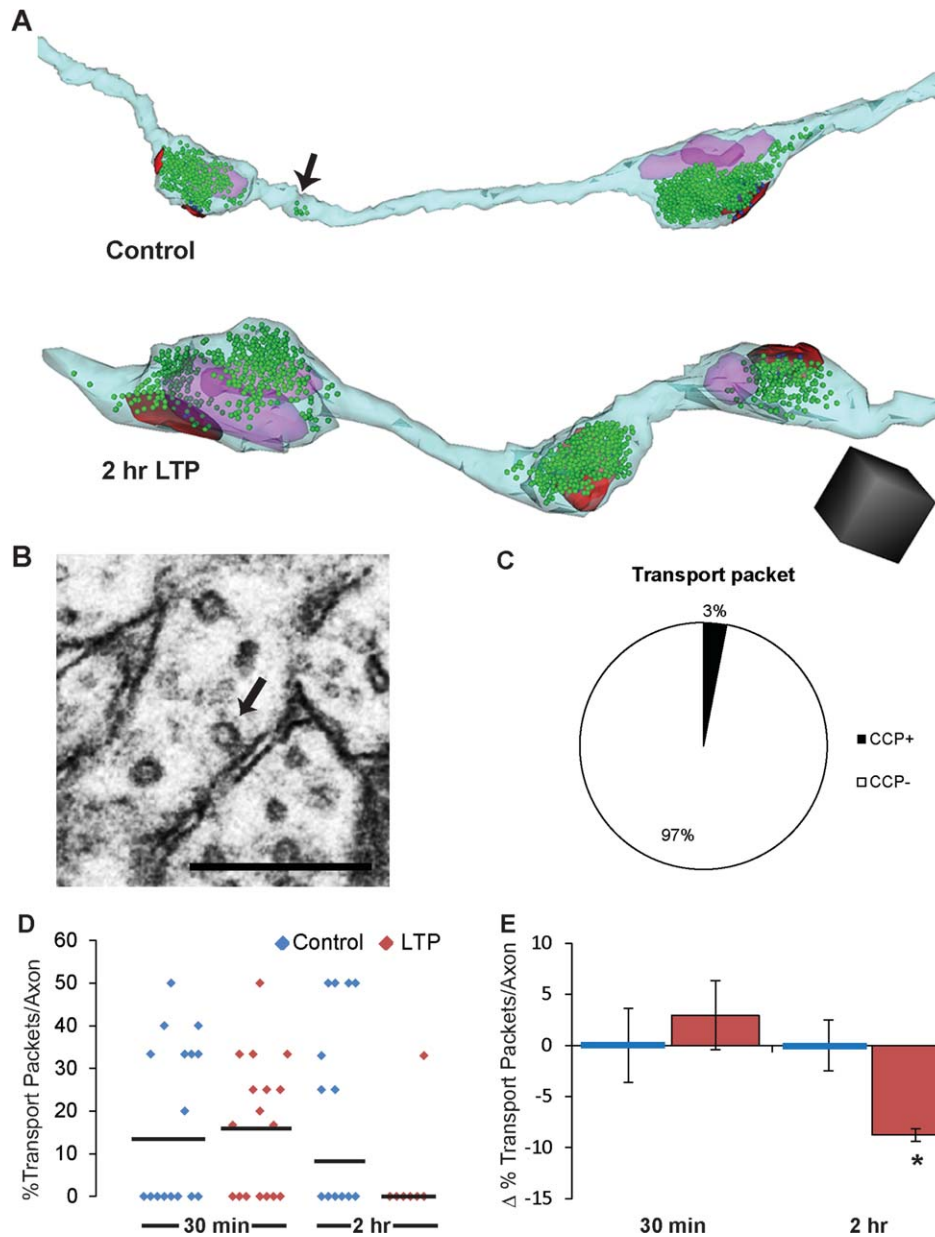 A
Control
2 hr LTP
B
C
Transport packet
3%
97%
CCP+
CCP-
D
Control
LTP
%Transport Packets/Axon
60
50
40
30
20
10
0
30 min
2 hr
E
Δ % Transport Packets/Axon
10
5
0
-5
-10
-15
*
30 min
2 hr